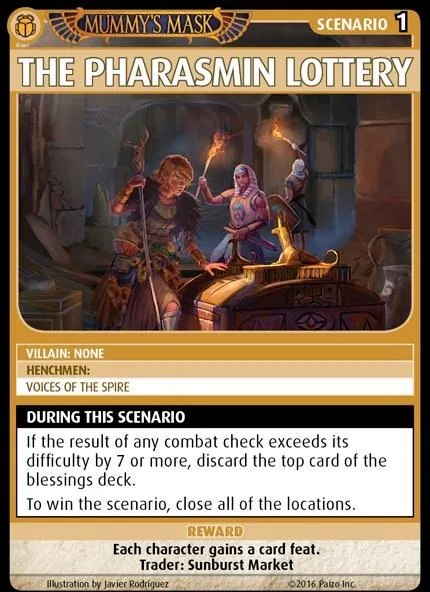 MUMMY'S MASK
SCENARIO 1
THE PHARASMIN LOTTERY
VILLAIN: NONE
HENCHMEN:
VOICES OF THE SPIRE
DURING THIS SCENARIO
If the result of any combat check exceeds its
difficulty by 7 or more, discard the top card of the
blessings deck.
To win the scenario, close all of the locations.
REWARD
Each character gains a card feat.
Trader: Sunburst Market
Illustration by Javier Rodriguez
©2016 Paizo Inc.